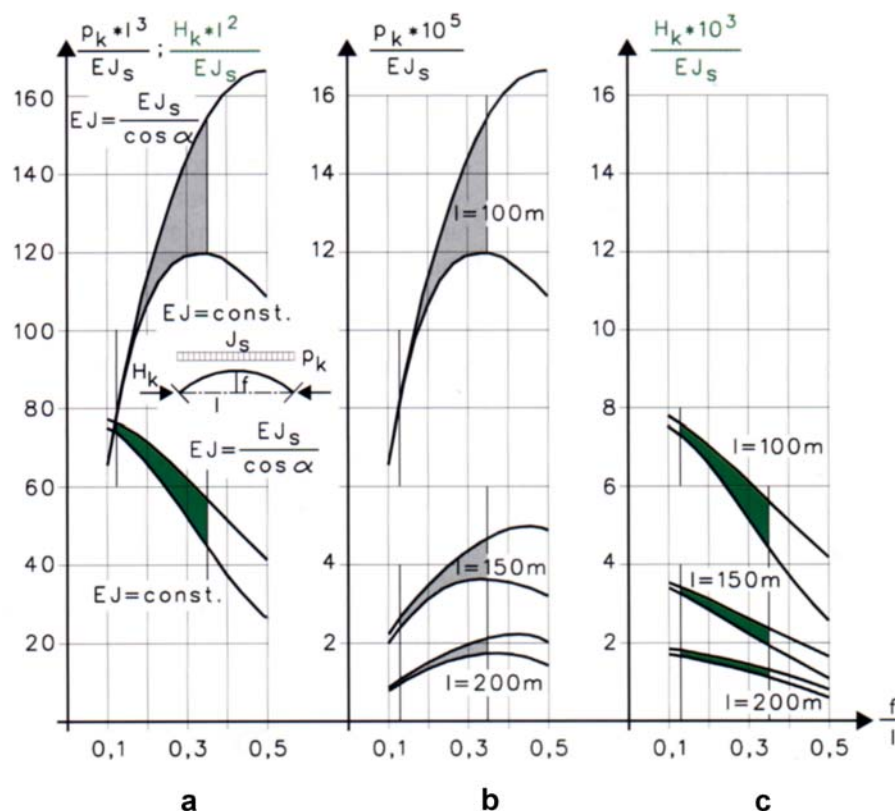 p_k*l^3 ; H_k*l^2
EJ_s EJ_s
160
EJ= EJ_s
cos α
120
100
80
60
40
20
EJ=const.
J_s
H_k
p_k
f
l
EJ= EJ_s
cos α
EJ=const.
0,1 0,3 0,5
a
p_k*10^5
EJ_s
16
l=100m
12
10
8
6
4
l=150m
2
l=200m
0,1 0,3 0,5
b
H_k*10^3
EJ_s
16
14
12
10
8
l=100m
6
4
l=150m
2
l=200m
f
l
0,1 0,3 0,5
c